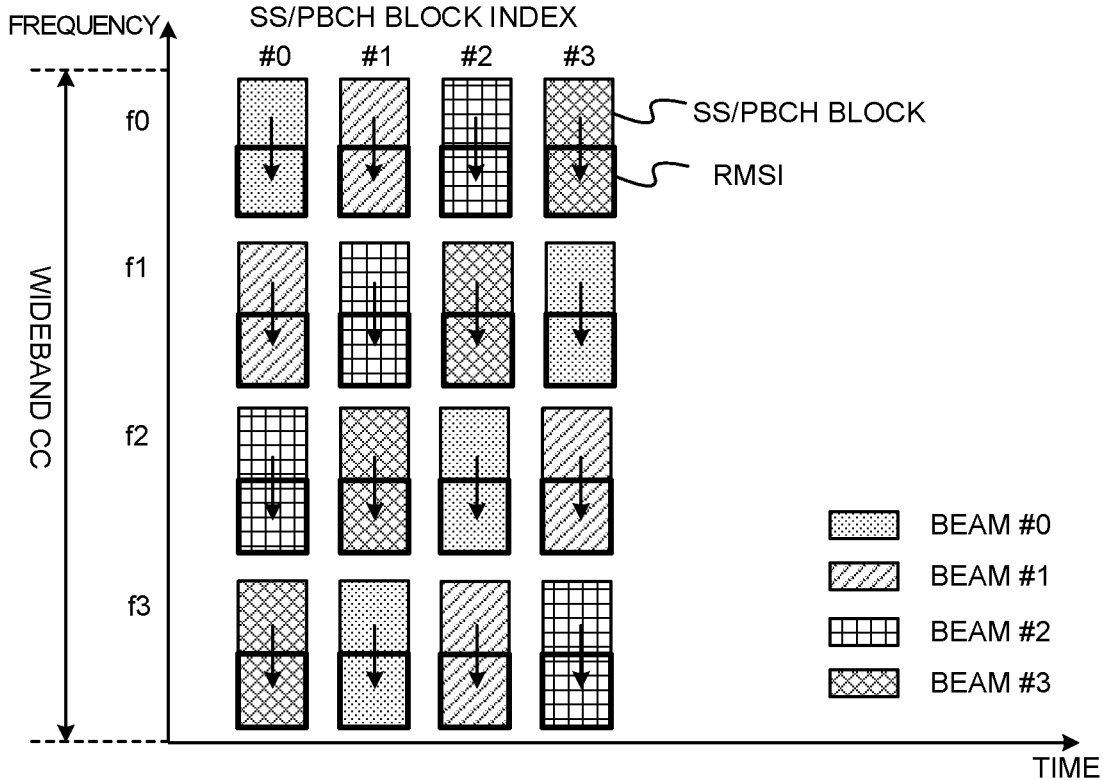 FREQUENCY
SS/PBCH BLOCK INDEX
#0 #1 #2 #3
f0
SS/PBCH BLOCK
RMSI
f1
WIDEBAND CC
f2
BEAM #0
BEAM #1
f3
BEAM #2
BEAM #3
TIME